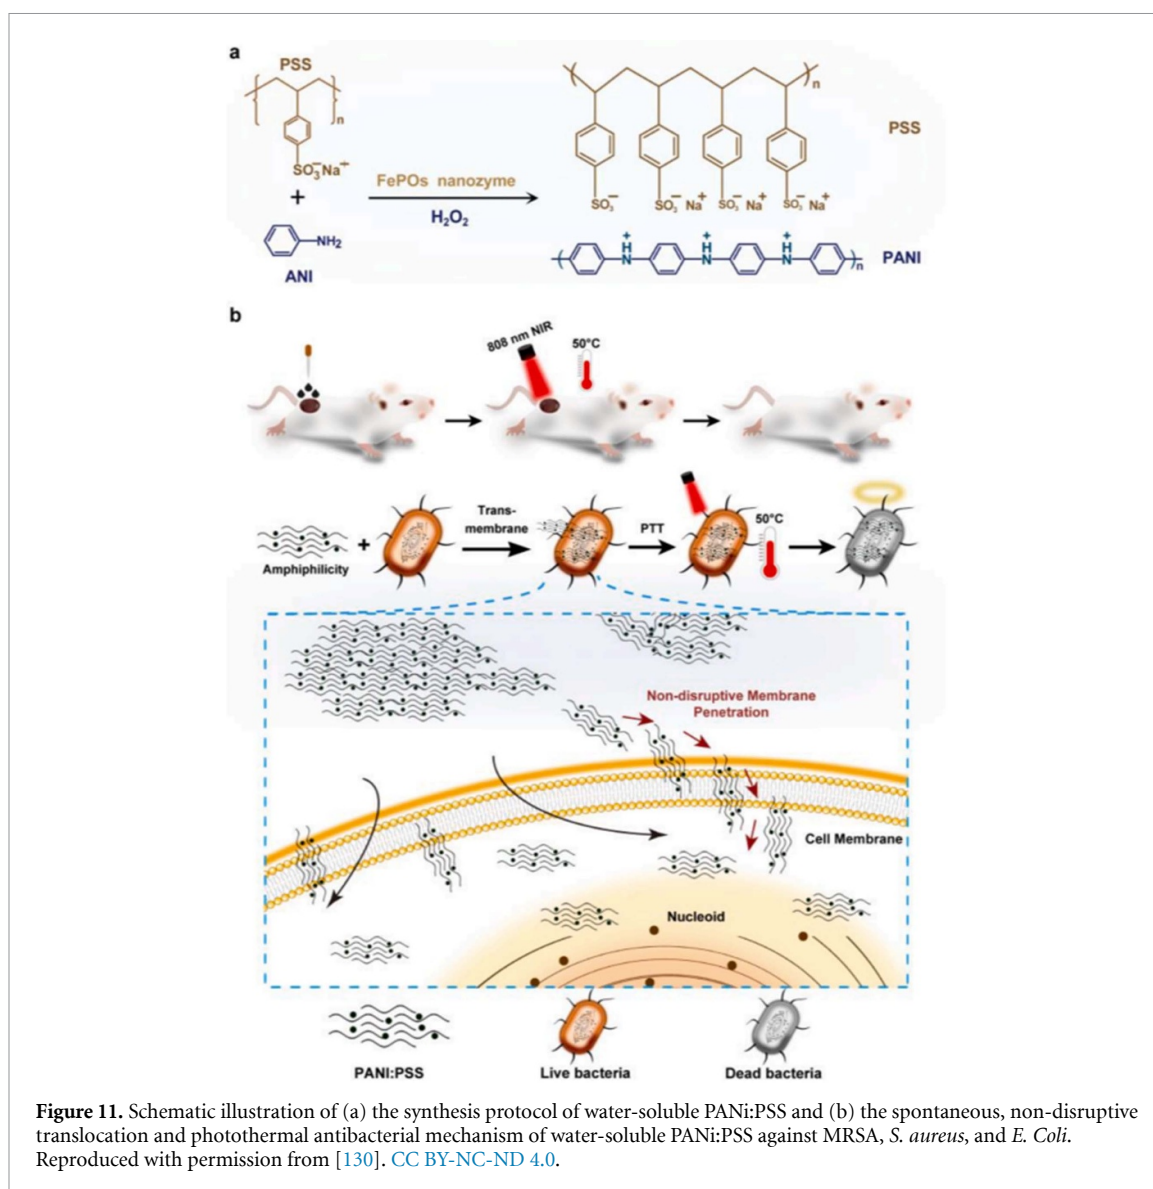 a
PSS
n
SO₃⁻Na⁺
+
NH₂
ANI
FePOs nanozyme
H₂O₂
n
PSS
SO₃⁻ SO₃⁻ Na⁺ SO₃⁻ Na⁺ SO₃⁻ Na⁺
+ + +
H H H
N N N
n
PANI
b
808 nm NIR
50°C
Amphiphilicity
+
Trans-
membrane
PTT
50°C
Non-disruptive Membrane
Penetration
Cell Membrane
Nucleoid
PANI:PSS
Live bacteria
Dead bacteria
Figure 11. Schematic illustration of (a) the synthesis protocol of water-soluble PANi:PSS and (b) the spontaneous, non-disruptive
translocation and photothermal antibacterial mechanism of water-soluble PANi:PSS against MRSA, S. aureus, and E. Coli.
Reproduced with permission from [130]. CC BY-NC-ND 4.0.